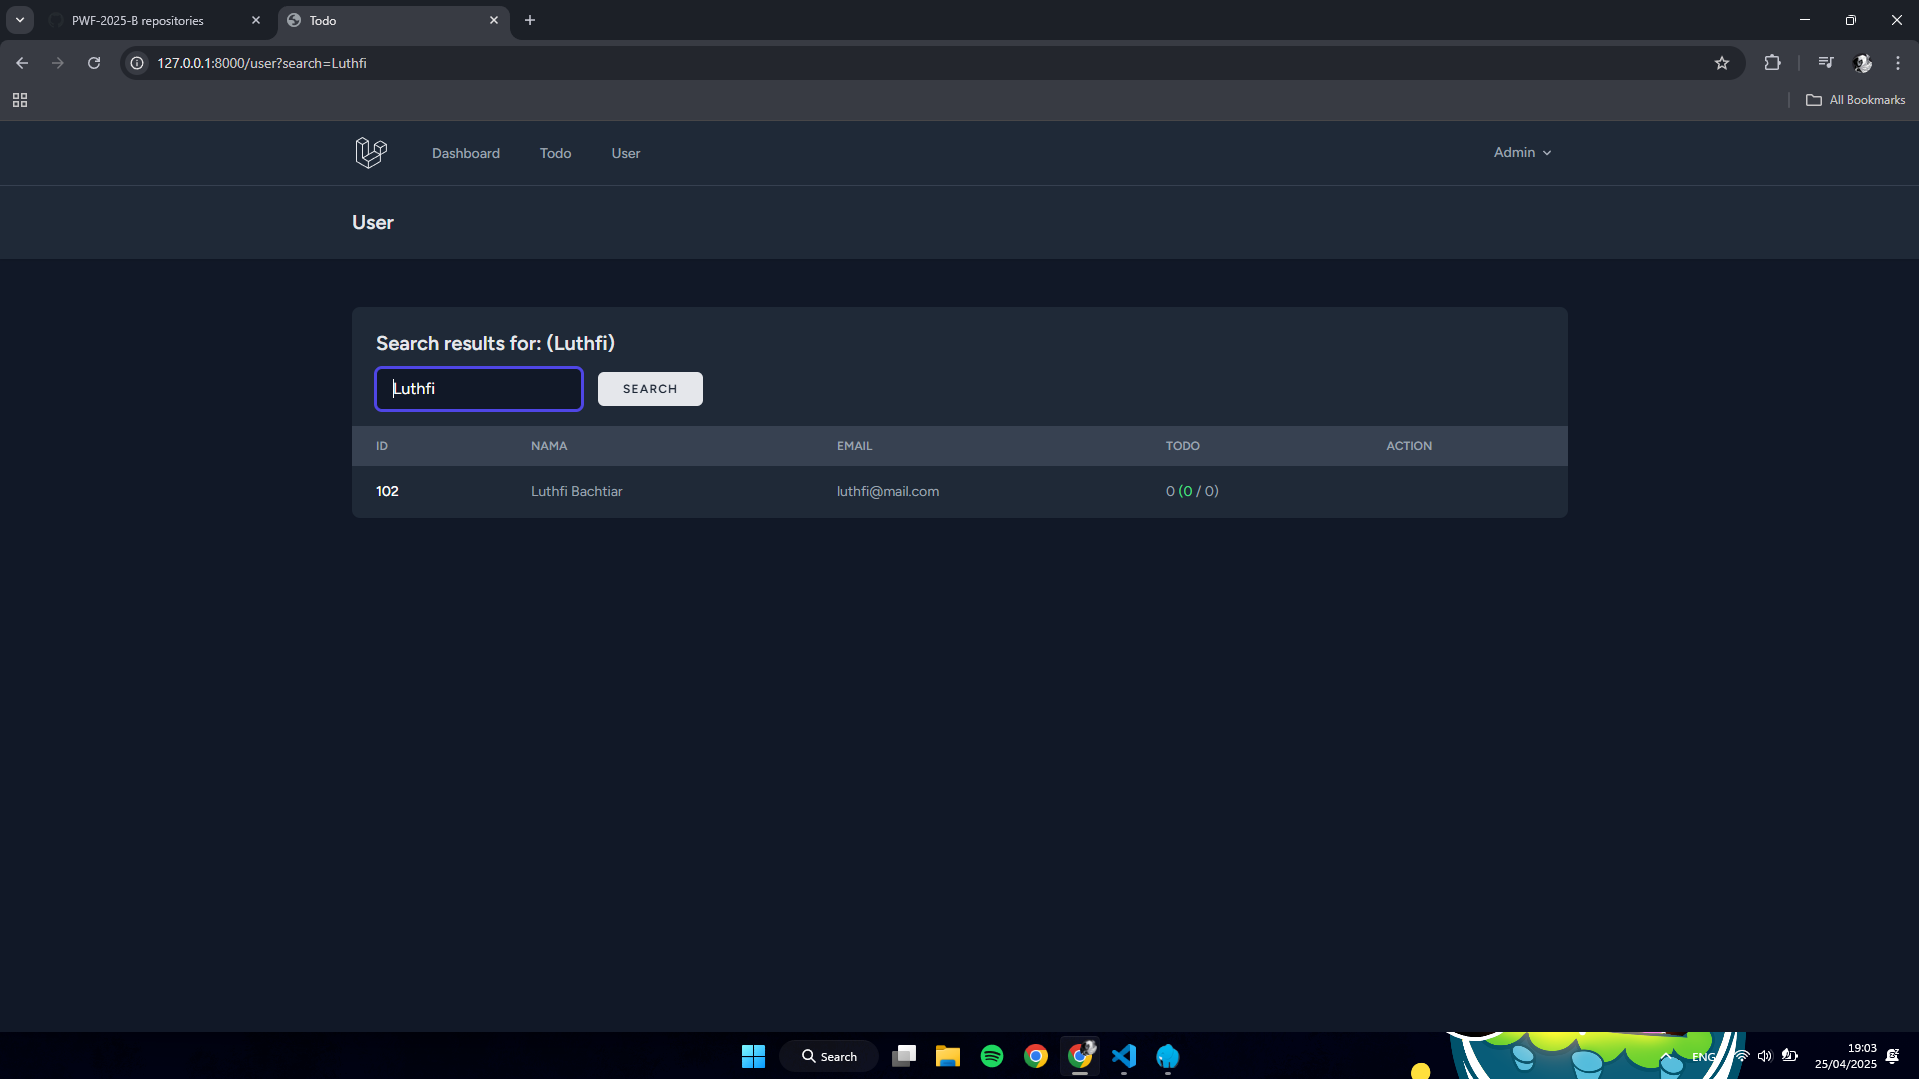 PWF-2025-B repositories
Todo
127.0.0.1:8000/user?search=Luthfi
All Bookmarks
Dashboard
Todo
User
Admin
User
Search results for: (Luthfi)
Luthfi
SEARCH
ID NAMA EMAIL TODO ACTION
102 Luthfi Bachtiar luthfi@mail.com 0 (0 / 0)
Search
ENG
19:03
25/04/2025